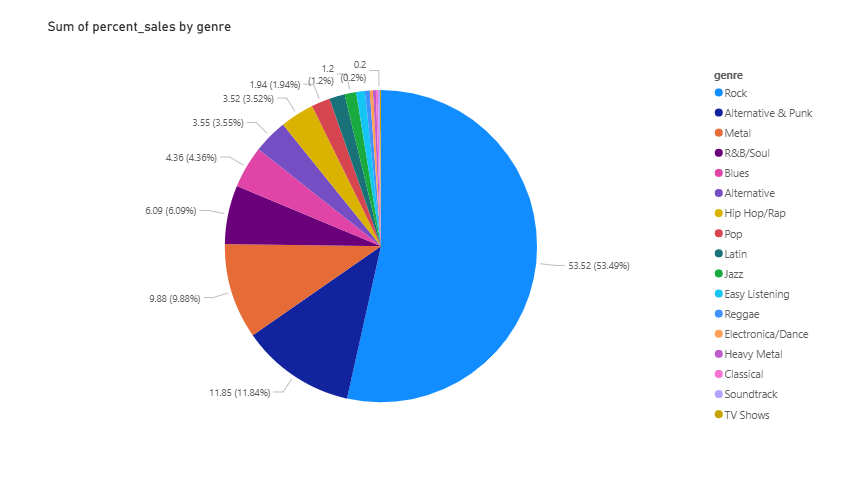 Sum of percent_sales by genre
0.2
(0.2%)
1.2
(1.2%)
1.94 (1.94%)
3.52 (3.52%)
3.55 (3.55%)
4.36 (4.36%)
6.09 (6.09%)
9.88 (9.88%)
11.85 (11.84%)
53.52 (53.49%)
genre
Rock
Alternative & Punk
Metal
R&B/Soul
Blues
Alternative
Hip Hop/Rap
Pop
Latin
Jazz
Easy Listening
Reggae
Electronica/Dance
Heavy Metal
Classical
Soundtrack
TV Shows